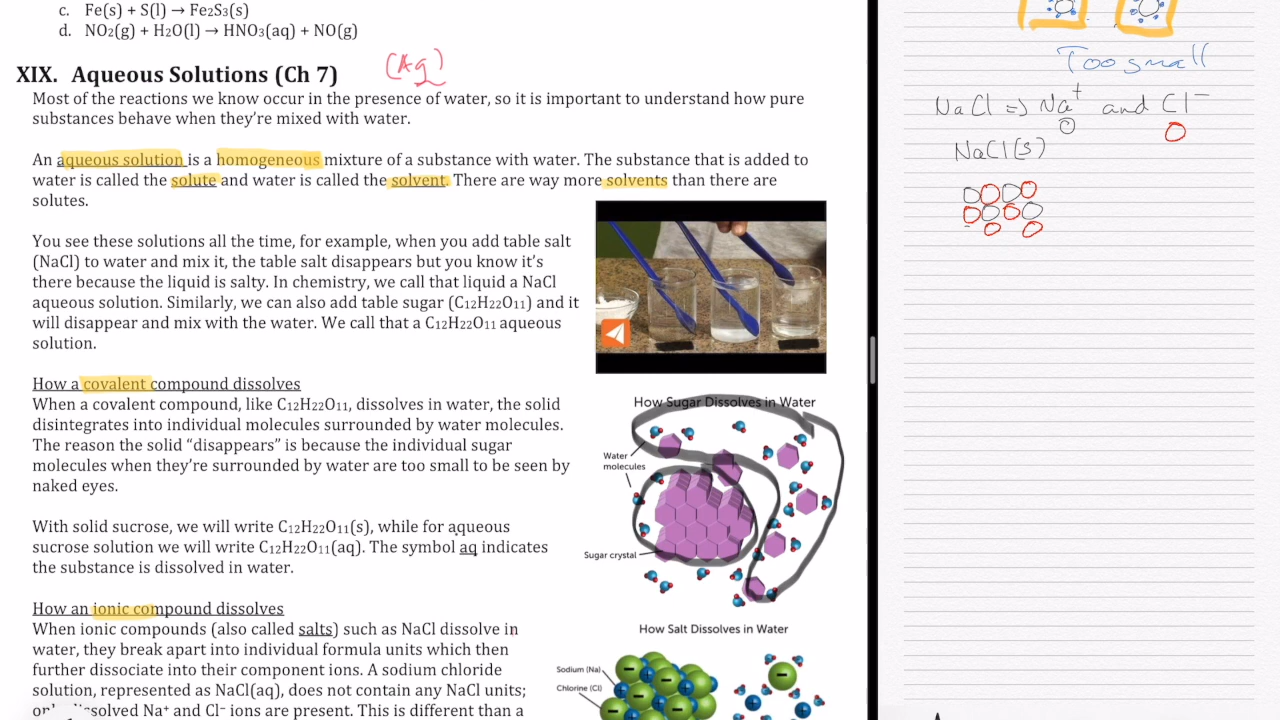 c. Fe(s) + S(l) → Fe2S3(s)
d. NO2(g) + H2O(l) → HNO3(aq) + NO(g)
XIX. Aqueous Solutions (Ch 7)
(Aq)
Most of the reactions we know occur in the presence of water, so it is important to understand how pure
substances behave when they're mixed with water.
An aqueous solution is a homogeneous mixture of a substance with water. The substance that is added to
water is called the solute and water is called the solvent. There are way more solvents than there are
solutes.
You see these solutions all the time, for example, when you add table salt
(NaCl) to water and mix it, the table salt disappears but you know it's
there because the liquid is salty. In chemistry, we call that liquid a NaCl
aqueous solution. Similarly, we can also add table sugar (C12H22O11) and it
will disappear and mix with the water. We call that a C12H22O11 aqueous
solution.
How a covalent compound dissolves
When a covalent compound, like C12H22O11, dissolves in water, the solid
disintegrates into individual molecules surrounded by water molecules.
The reason the solid "disappears" is because the individual sugar
molecules when they're surrounded by water are too small to be seen by
naked eyes.
With solid sucrose, we will write C12H22O11(s), while for aqueous
sucrose solution we will write C12H22O11(aq). The symbol aq indicates
the substance is dissolved in water.
How an ionic compound dissolves
When ionic compounds (also called salts) such as NaCl dissolve in
water, they break apart into individual formula units which then
further dissociate into their component ions. A sodium chloride
solution, represented as NaCl(aq), does not contain any NaCl units;
dissolved Na⁺ and Cl⁻ ions are present. This is different than a
How Sugar Dissolves in Water
Water
molecules
Sugar crystal
How Salt Dissolves in Water
Sodium (Na)
Chlorine (Cl)
Too small
NaCl ⇒ Na⁺ and Cl⁻
NaCl(s)